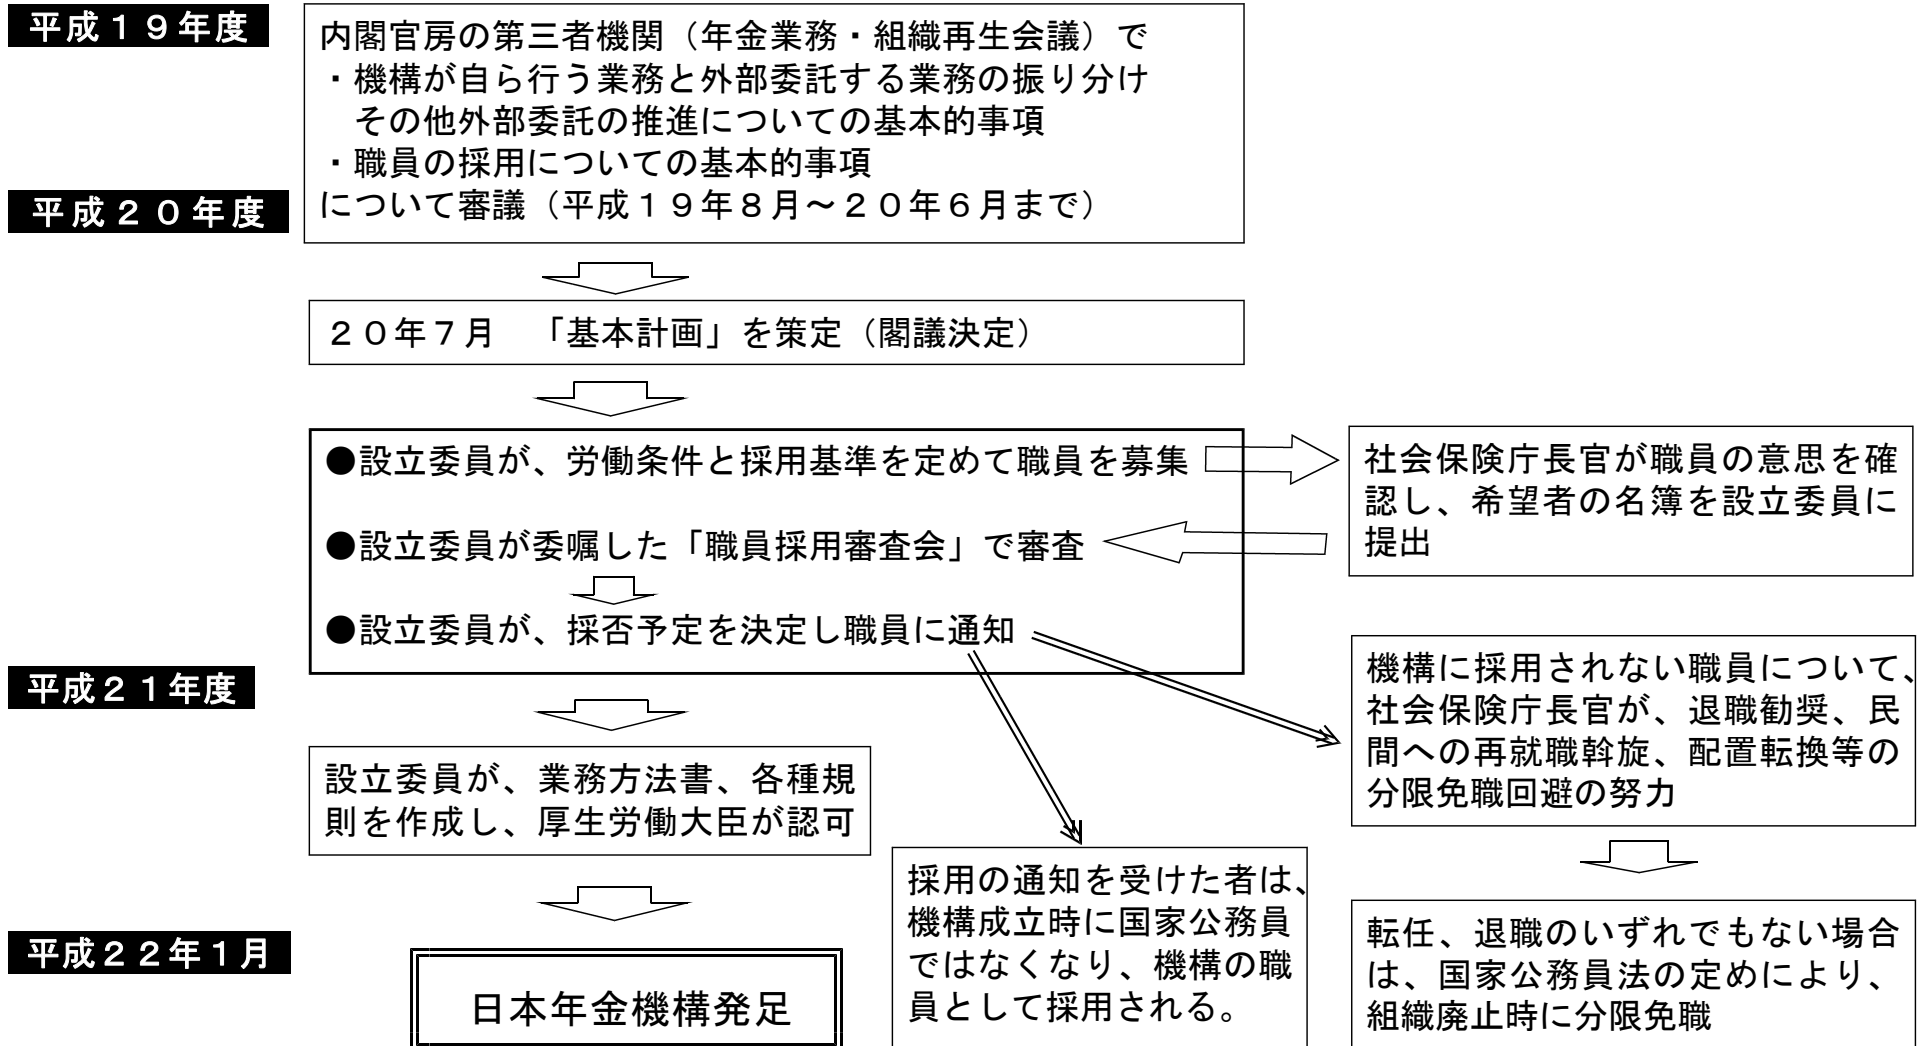 平成１９年度
内閣官房の第三者機関（年金業務・組織再生会議）で
・機構が自ら行う業務と外部委託する業務の振り分け
その他外部委託の推進についての基本的事項
・職員の採用についての基本的事項
について審議（平成１９年８月～２０年６月まで）
平成２０年度
２０年７月　「基本計画」を策定（閣議決定）
●設立委員が、労働条件と採用基準を定めて職員を募集
●設立委員が委嘱した「職員採用審査会」で審査
●設立委員が、採否予定を決定し職員に通知
社会保険庁長官が職員の意思を確
認し、希望者の名簿を設立委員に
提出
平成２１年度
機構に採用されない職員について、
社会保険庁長官が、退職勧奨、民
間への再就職斡旋、配置転換等の
分限免職回避の努力
設立委員が、業務方法書、各種規
則を作成し、厚生労働大臣が認可
採用の通知を受けた者は、
機構成立時に国家公務員
ではなくなり、機構の職
員として採用される。
転任、退職のいずれでもない場合
は、国家公務員法の定めにより、
組織廃止時に分限免職
平成２２年１月
日本年金機構発足